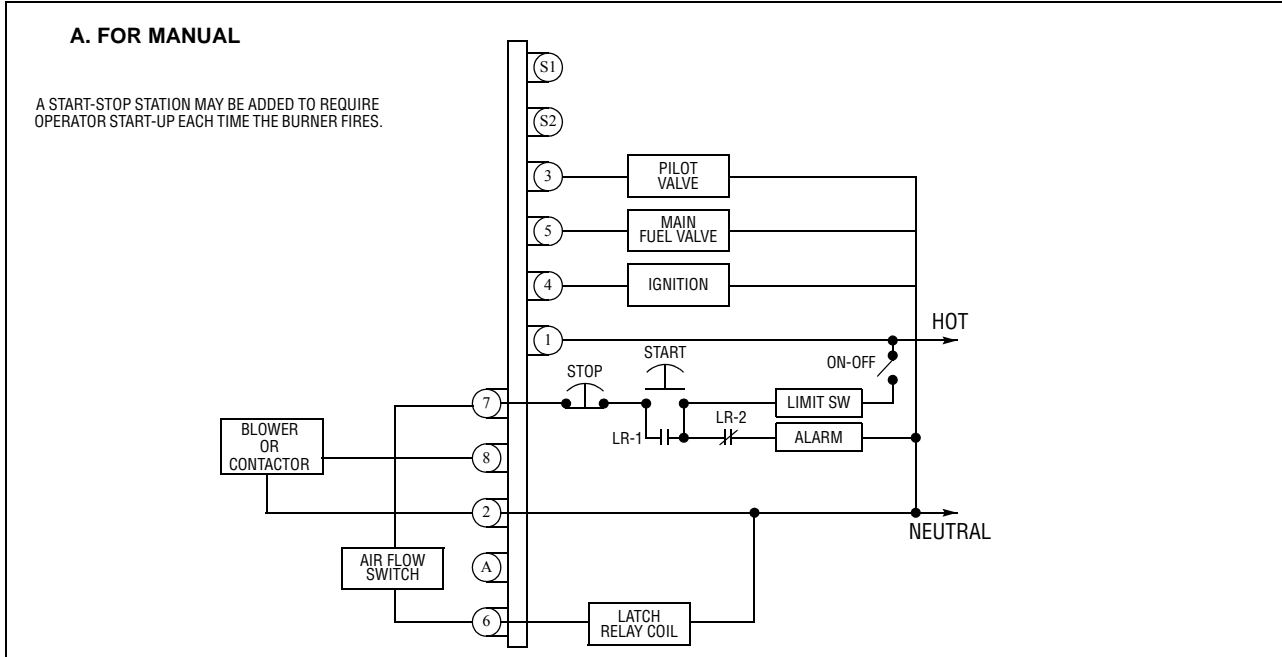 A. FOR MANUAL
A START-STOP STATION MAY BE ADDED TO REQUIRE
OPERATOR START-UP EACH TIME THE BURNER FIRES.
S1
S2
3
PILOT
VALVE
5
MAIN
FUEL VALVE
4
IGNITION
1
HOT
START
ON-OFF
STOP
7
LIMIT SW
LR-1
LR-2
ALARM
BLOWER
OR
CONTACTOR
8
2
NEUTRAL
AIR FLOW
SWITCH
A
6
LATCH
RELAY COIL